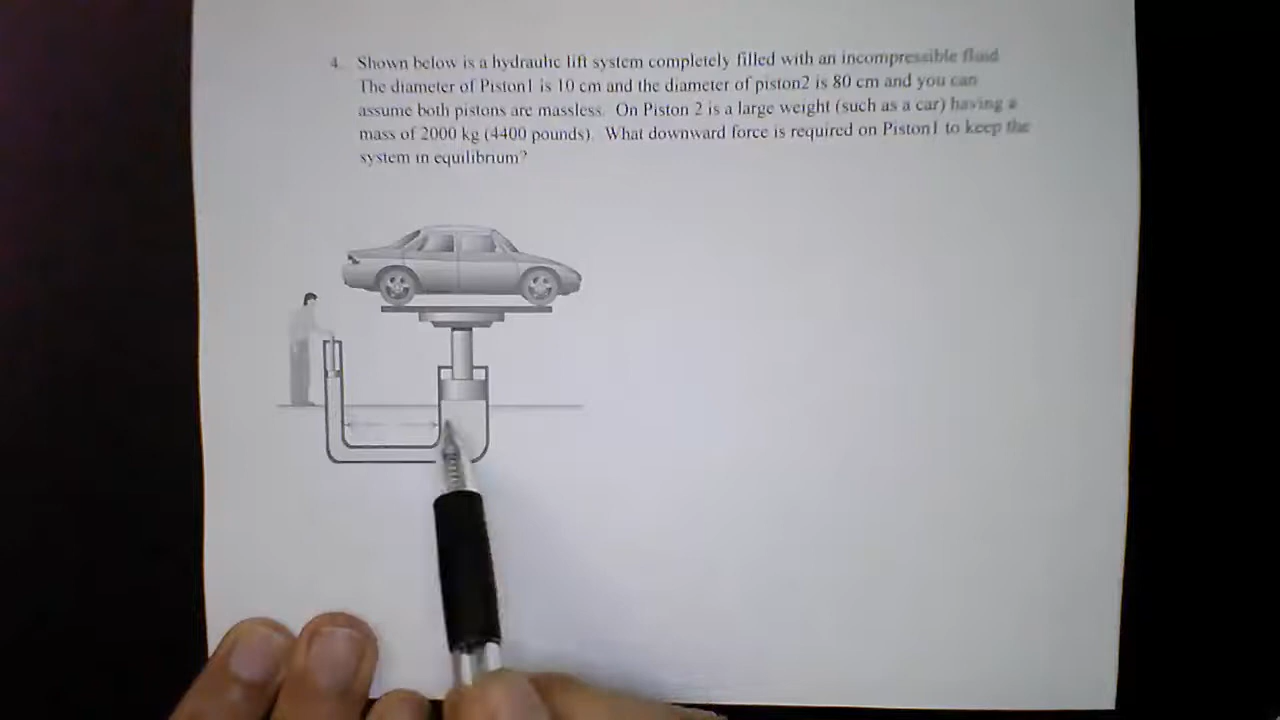 4. Shown below is a hydraulic lift system completely filled with an incompressible fluid
The diameter of Piston1 is 10 cm and the diameter of piston2 is 80 cm and you can
assume both pistons are massless. On Piston 2 is a large weight (such as a car) having a
mass of 2000 kg (4400 pounds). What downward force is required on Piston1 to keep the
system in equilibrium?